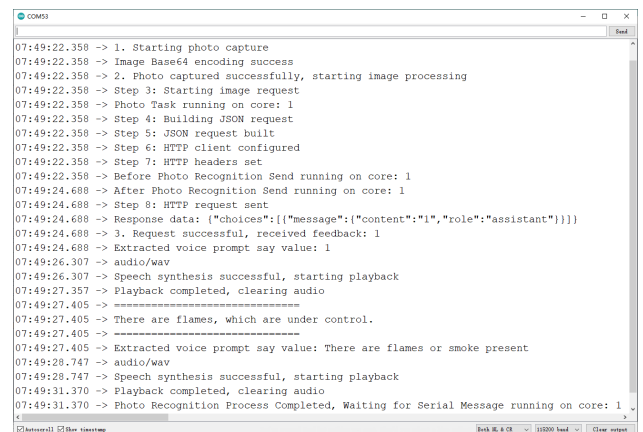 COM53
Send
07:49:22.358 -> 1. Starting photo capture
07:49:22.358 -> Image Base64 encoding success
07:49:22.358 -> 2. Photo captured successfully, starting image processing
07:49:22.358 -> Step 3: Starting image request
07:49:22.358 -> Photo Task running on core: 1
07:49:22.358 -> Step 4: Building JSON request
07:49:22.358 -> Step 5: JSON request built
07:49:22.358 -> Step 6: HTTP client configured
07:49:22.358 -> Step 7: HTTP headers set
07:49:22.358 -> Before Photo Recognition Send running on core: 1
07:49:24.688 -> After Photo Recognition Send running on core: 1
07:49:24.688 -> Step 8: HTTP request sent
07:49:24.688 -> Response data: {"choices":[{"message":{"content":"1","role":"assistant"}}]}
07:49:24.688 -> 3. Request successful, received feedback: 1
07:49:24.688 -> Extracted voice prompt say value: 1
07:49:26.307 -> audio/wav
07:49:26.307 -> Speech synthesis successful, starting playback
07:49:27.357 -> Playback completed, clearing audio
07:49:27.405 -> ==============================
07:49:27.405 -> There are flames, which are under control.
07:49:27.405 -> ==============================
07:49:27.405 -> Extracted voice prompt say value: There are flames or smoke present
07:49:28.747 -> audio/wav
07:49:28.747 -> Speech synthesis successful, starting playback
07:49:31.370 -> Playback completed, clearing audio
07:49:31.370 -> Photo Recognition Process Completed, Waiting for Serial Message running on core: 1
Autoscroll Show timestamp Both NL & CR 115200 baud Clear output